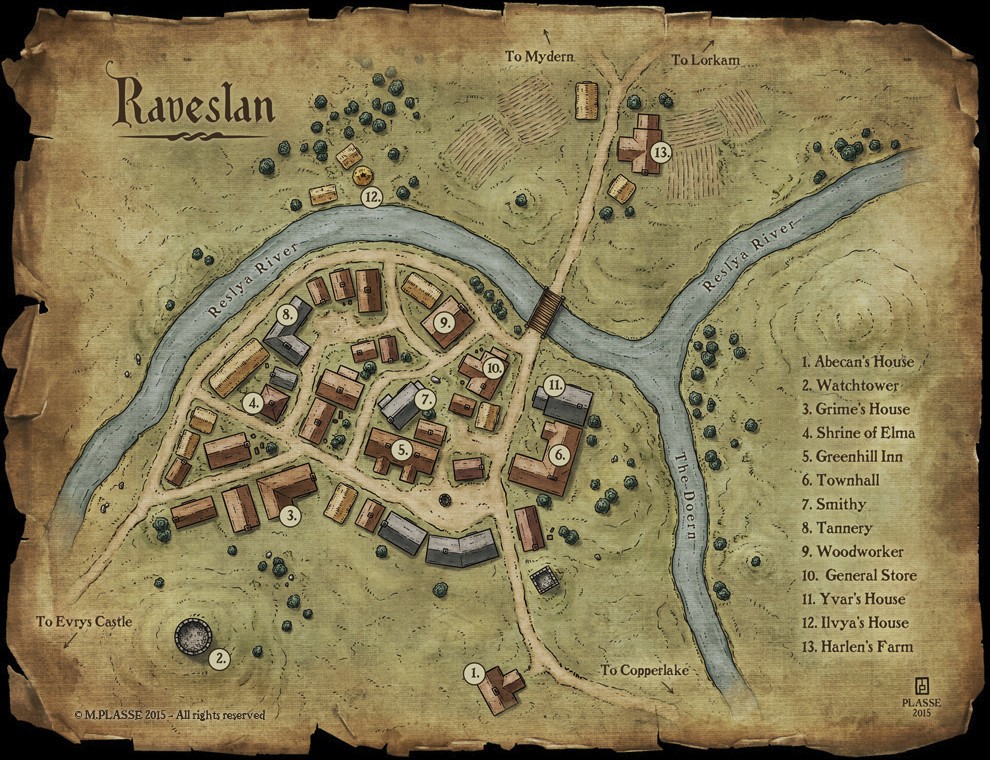 To Mydern
To Lorkam
Raveslan
13.
12.
Reslya River
Reslya River
8.
9.
10.
11.
4.
7.
5.
6.
3.
The Doern
1. Abecan's House
2. Watchtower
3. Grime's House
4. Shrine of Elma
5. Greenhill Inn
6. Townhall
7. Smithy
8. Tannery
9. Woodworker
10. General Store
11. Yvar's House
12. Ilvya's House
13. Harlen's Farm
To Evrys Castle
2.
1.
To Copperlake
© M.PLASSE 2015 - All rights reserved
PLASSE
2015